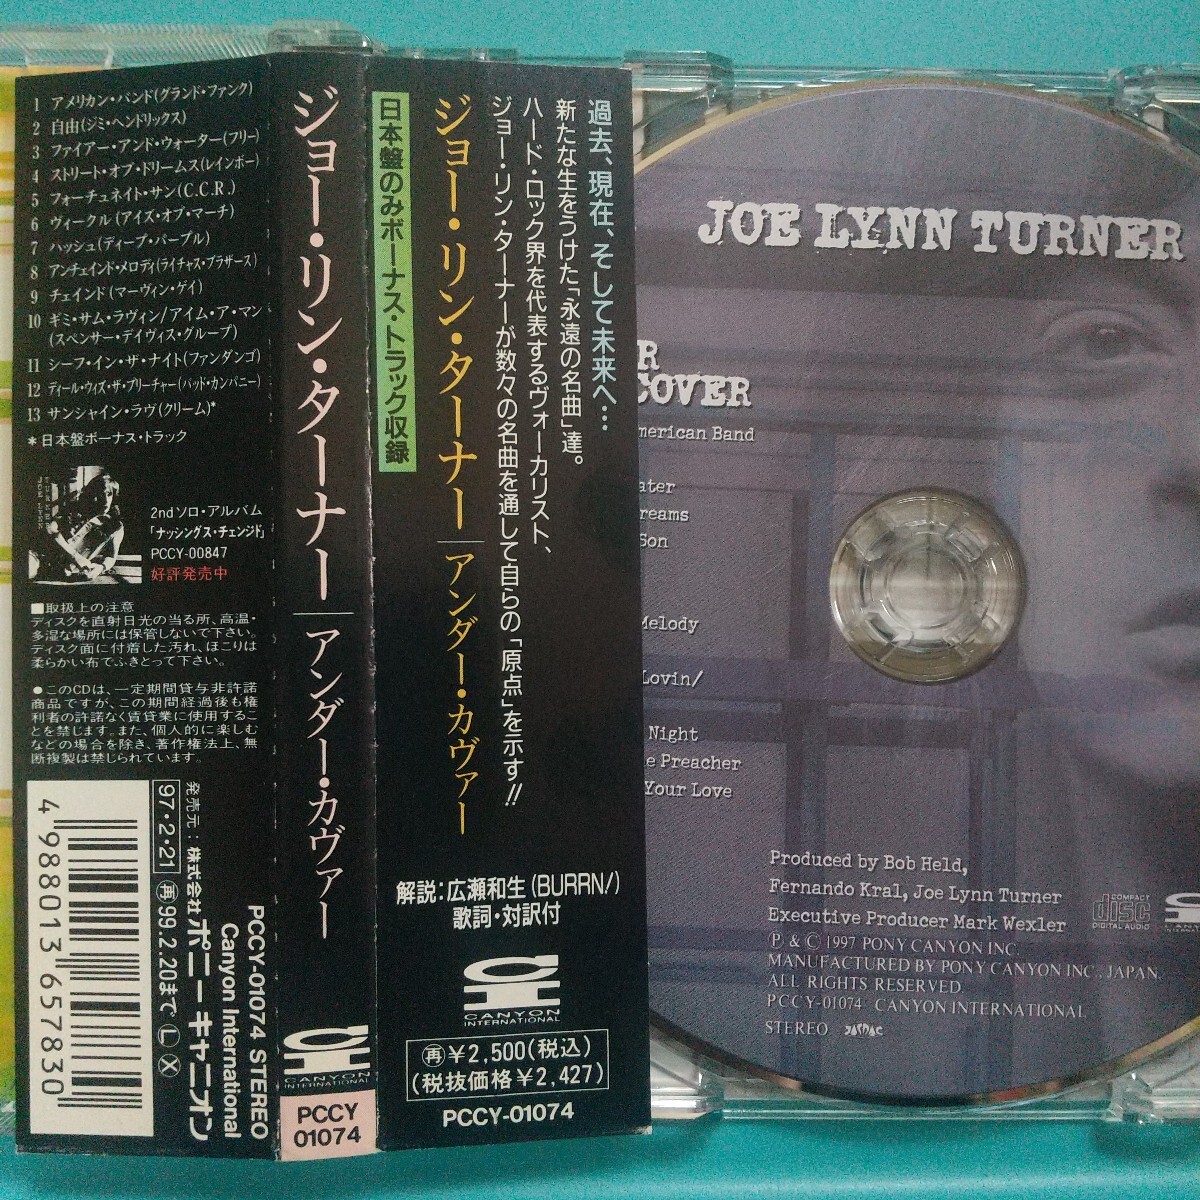 1 アメリカン・バンド(グランド・ファンク)
2 自由(ジミ・ヘンドリックス)
3 ファイアー・アンド・ウォーター(フリー)
4 ストリート・オブ・ドリームス(レインボー)
5 フォーチュネイト・サン(C.C.R.)
6 ヴィークル(アイズ・オブ・マーチ)
7 ハッシュ(ディープ・パープル)
8 アンチェインド・メロディ(ライチャス・ブラザース)
9 チェインド(マーヴィン・ゲイ)
10 ギミ・サム・ラヴィン/アイム・ア・マン
(スペンサー・デイヴィス・グループ)
11 シーフ・イン・ザ・ナイト(ファンダンゴ)
12 ディール・ウィズ・ザ・プリーチャー(バッド・カンパニー)
13 サンシャイン・ラヴ(クリーム)*
* 日本盤ボーナス・トラック
2nd ソロ・アルバム
「ナッシングス・チェンジド」
PCCY-00847
好評発売中
■取扱上の注意
ディスクを直射日光の当る所、高温・
多湿な場所には保管しないで下さい。
ディスク面に付着した汚れ、ほこりは
柔らかい布でふきとって下さい。
●このCDは、一定期間貸与非許諾
商品ですが、この期間経過後も権
利者の許諾なく賃貸業に使用するこ
とを禁じます。また、個人的に楽しむ
などの場合を除き、著作権法上、無
断複製は禁じられています。
4 988013 657830
97・2・21
再99.2.20まで
L X
発売元:株式会社ポニーキャニオン
Canyon International
PCCY-01074 STEREO
ジョー・リン・ターナー
アンダー・カヴァー
CANYON
INTERNATIONAL
PCCY
01074
過去、現在、そして未来へ…
新たな生をうけた「永遠の名曲」達。
ハード・ロック界を代表するヴォーカリスト、
ジョー・リン・ターナーが数々の名曲を通して自らの「原点」を示す!!
ジョー・リン・ターナー
アンダー・カヴァー
日本盤のみボーナス・トラック収録
解説:広瀬和生(BURRN!)
歌詞・対訳付
CANYON
INTERNATIONAL
再¥2,500(税込)
(税抜価格¥2,427)
PCCY-01074
JOE LYNN TURNER
R
COVER
merican Band
ater
reams
Son
Melody
Lovin/
Night
e Preacher
Your Love
Produced by Bob Held,
Fernando Kral, Joe Lynn Turner
Executive Producer Mark Wexler
℗ & © 1997 PONY CANYON INC.
MANUFACTURED BY PONY CANYON INC., JAPAN.
ALL RIGHTS RESERVED.
PCCY-01074 CANYON INTERNATIONAL
STEREO JASRAC
COMPACT
disc
DIGITAL AUDIO